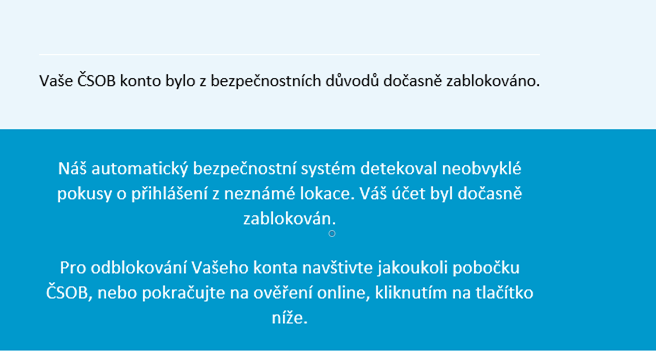 Vaše ČSOB konto bylo z bezpečnostních důvodů dočasně zablokováno.
Náš automatický bezpečnostní systém detekoval neobvyklé
pokusy o přihlášení z neznámé lokace. Váš účet byl dočasně
zablokován.
Pro odblokování Vašeho konta navštivte jakoukoli pobočku
ČSOB, nebo pokračujte na ověření online, kliknutím na tlačítko
níže.